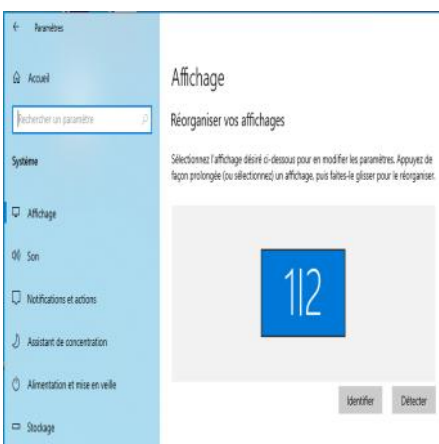 Paramètres
Accueil
Rechercher un paramètre
Système
Affichage
Son
Notifications et actions
Assistant de concentration
Alimentation et mise en veille
Stockage
Affichage
Réorganiser vos affichages
Sélectionnez l'affichage désiré ci-dessous pour en modifier les paramètres. Appuyez de
façon prolongée (ou sélectionnez) un affichage, puis faites-le glisser pour le réorganiser.
1|2
Identifier
Détecter